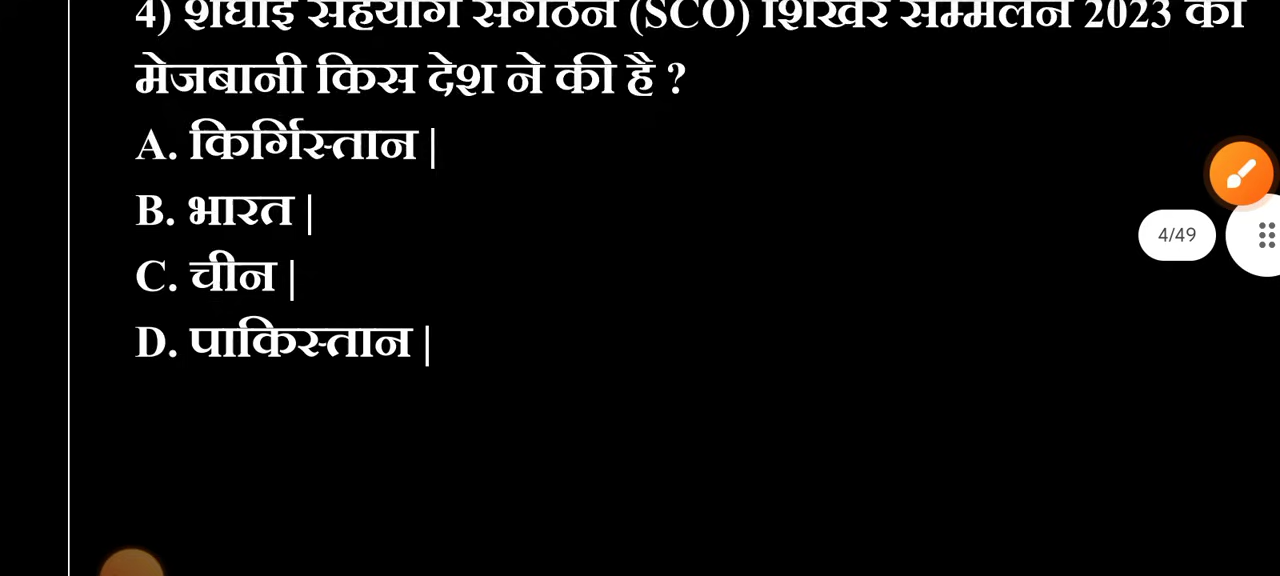 4) शंघाई सहयोग संगठन (SCO) शिखर सम्मेलन 2023 की
मेजबानी किस देश ने की है ?
A. किर्गिस्तान |
B. भारत |
C. चीन |
D. पाकिस्तान |
4/49